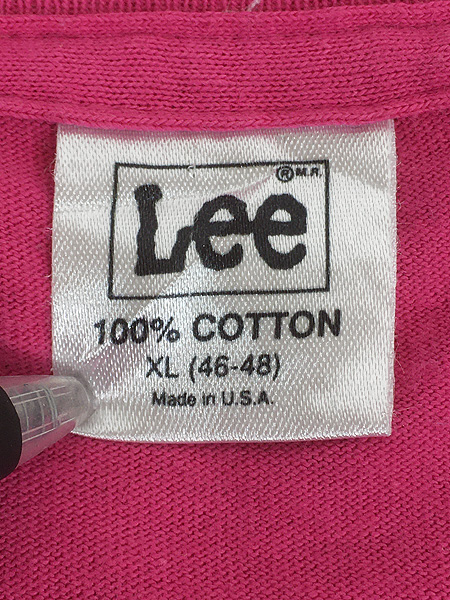 ® M.R.
Lee
100% COTTON
XL (46-48)
Made in U.S.A.